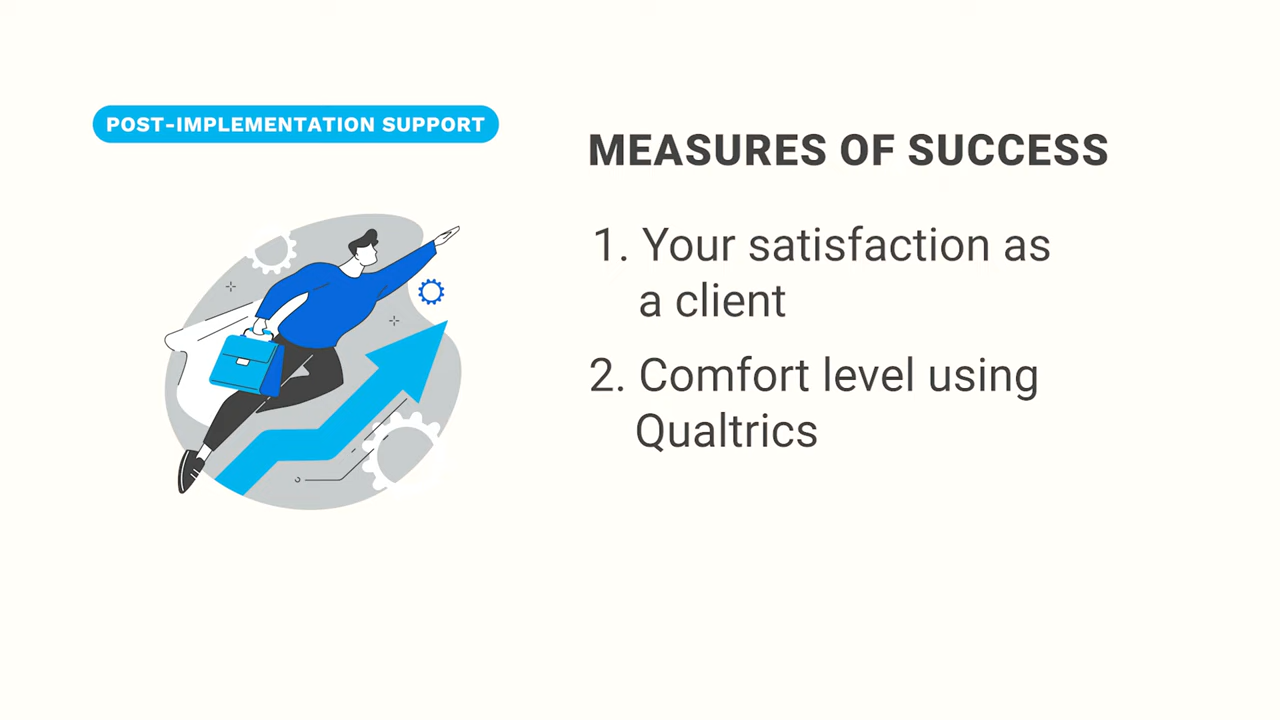 POST-IMPLEMENTATION SUPPORT
MEASURES OF SUCCESS
1. Your satisfaction as
a client
2. Comfort level using
Qualtrics